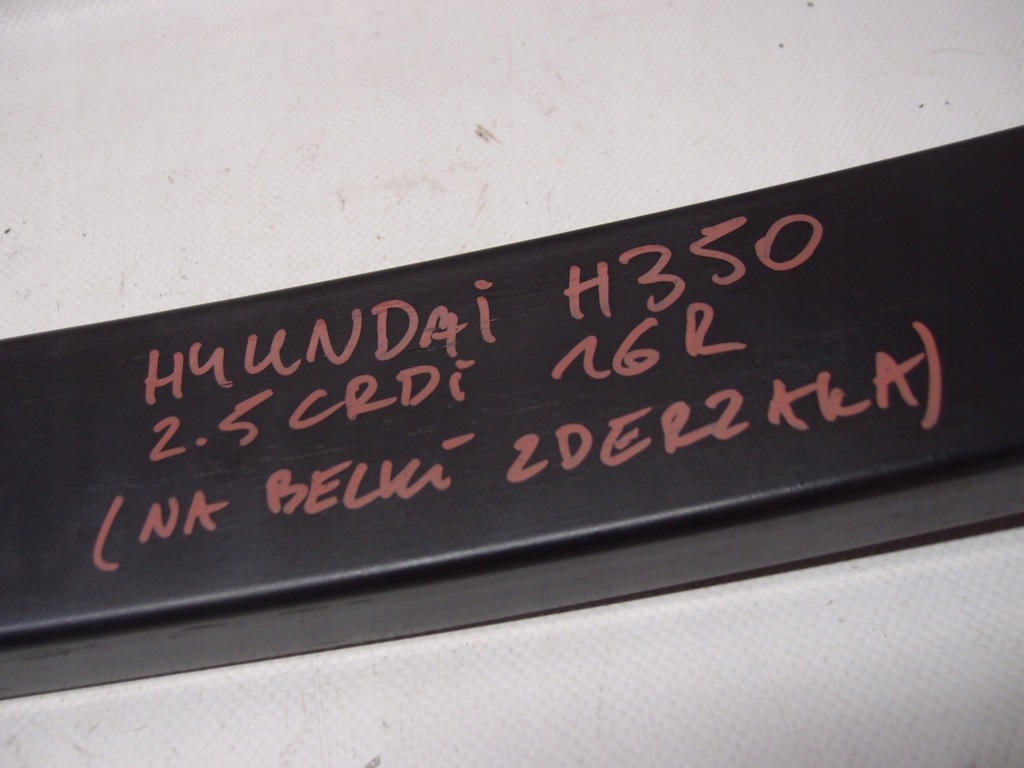 HYUNDAi H350
2.5 CRDi 16R
(NA BELKi ZDERZAKA)